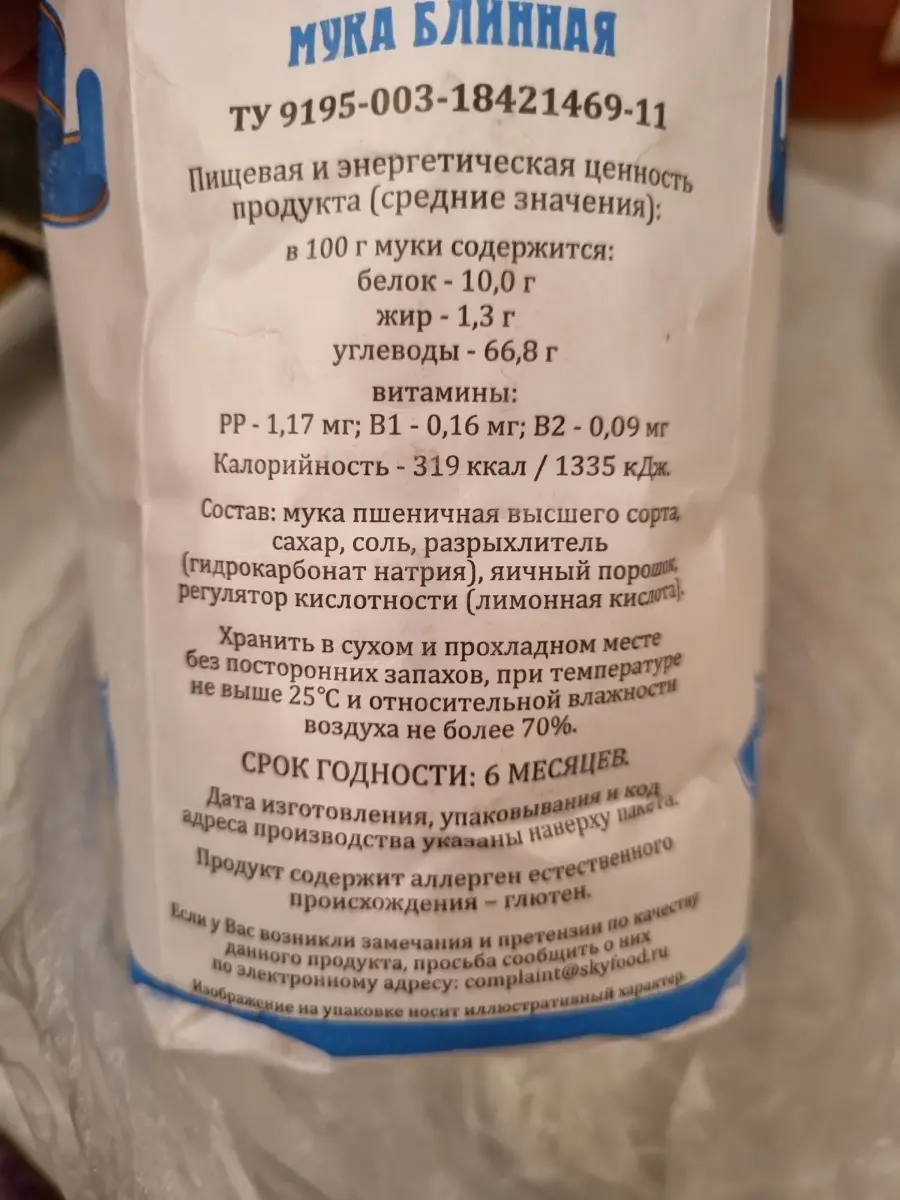 МУКА БЛИННАЯ
ТУ 9195-003-18421469-11
Пищевая и энергетическая ценность
продукта (средние значения):
в 100 г муки содержится:
белок - 10,0 г
жир - 1,3 г
углеводы - 66,8 г
витамины:
РР - 1,17 мг; В1 - 0,16 мг; В2 - 0,09 мг
Калорийность - 319 ккал / 1335 кДж.
Состав: мука пшеничная высшего сорта,
сахар, соль, разрыхлитель
(гидрокарбонат натрия), яичный порошок,
регулятор кислотности (лимонная кислота).
Хранить в сухом и прохладном месте
без посторонних запахов, при температуре
не выше 25°С и относительной влажности
воздуха не более 70%.
СРОК ГОДНОСТИ: 6 МЕСЯЦЕВ.
Дата изготовления, упаковывания и код
адреса производства указаны наверху пакета.
Продукт содержит аллерген естественного
происхождения – глютен.
Если у Вас возникли замечания и претензии по качеству
данного продукта, просьба сообщить о них
по электронному адресу: complaint@skyfood.ru
Изображение на упаковке носит иллюстративный характер.